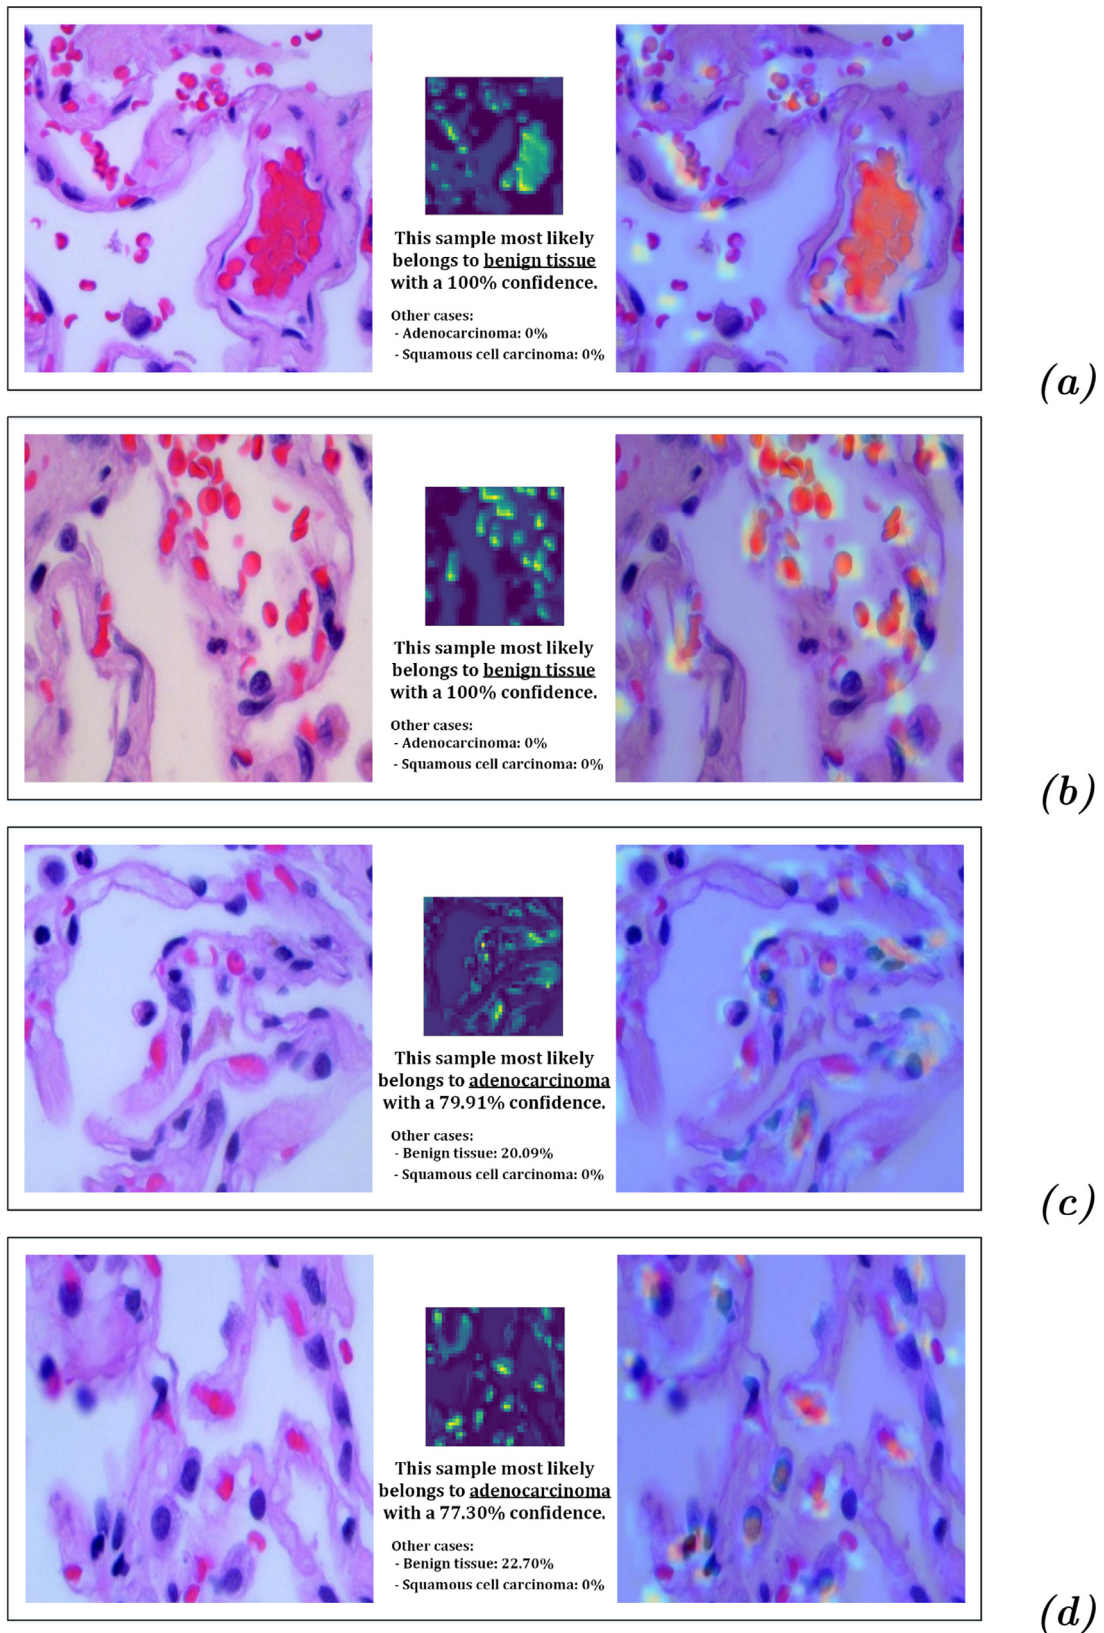 This sample most likely
belongs to benign tissue
with a 100% confidence.
Other cases:
- Adenocarcinoma: 0%
- Squamous cell carcinoma: 0%
(a)
This sample most likely
belongs to benign tissue
with a 100% confidence.
Other cases:
- Adenocarcinoma: 0%
- Squamous cell carcinoma: 0%
(b)
This sample most likely
belongs to adenocarcinoma
with a 79.91% confidence.
Other cases:
- Benign tissue: 20.09%
- Squamous cell carcinoma: 0%
(c)
This sample most likely
belongs to adenocarcinoma
with a 77.30% confidence.
Other cases:
- Benign tissue: 22.70%
- Squamous cell carcinoma: 0%
(d)